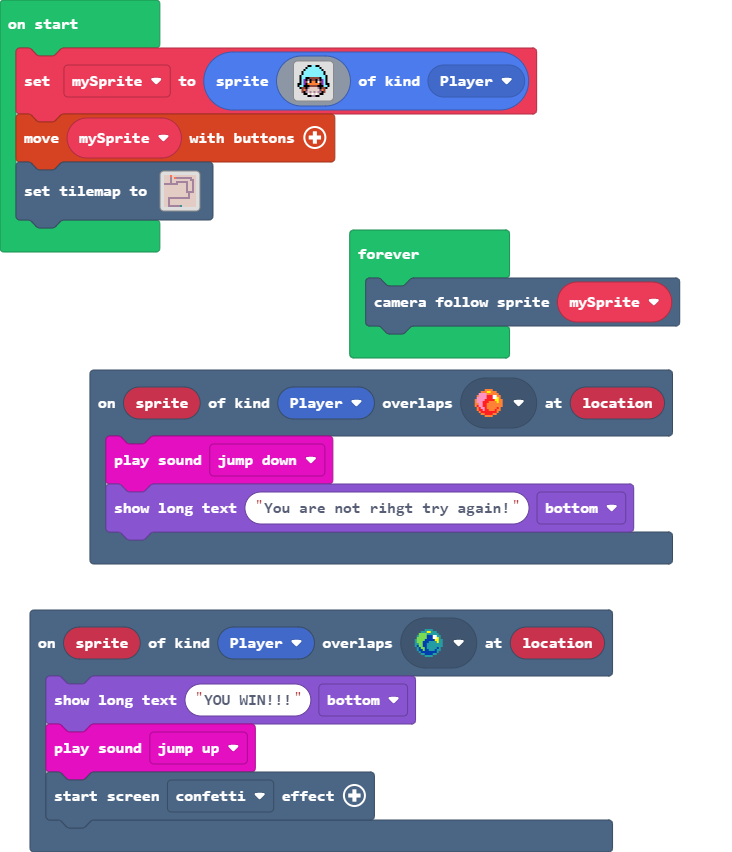 on start
set mySprite to sprite of kind Player
move mySprite with buttons
set tilemap to
forever
camera follow sprite mySprite
on sprite of kind Player overlaps at location
play sound jump down
show long text "You are not rihgt try again!" bottom
on sprite of kind Player overlaps at location
show long text "YOU WIN!!!" bottom
play sound jump up
start screen confetti effect